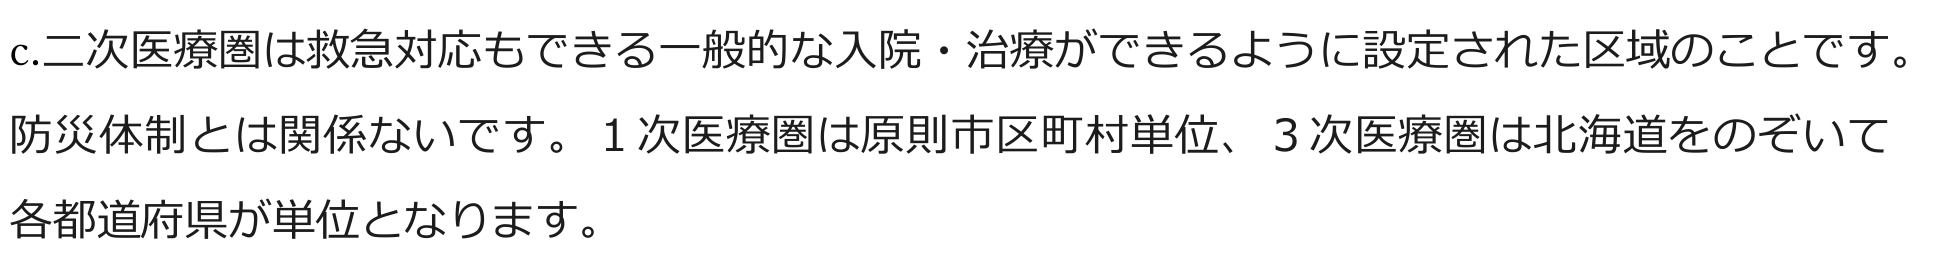 c.二次医療圏は救急対応もできる一般的な入院・治療ができるように設定された区域のことです。
防災体制とは関係ないです。１次医療圏は原則市区町村単位、３次医療圏は北海道をのぞいて
各都道府県が単位となります。